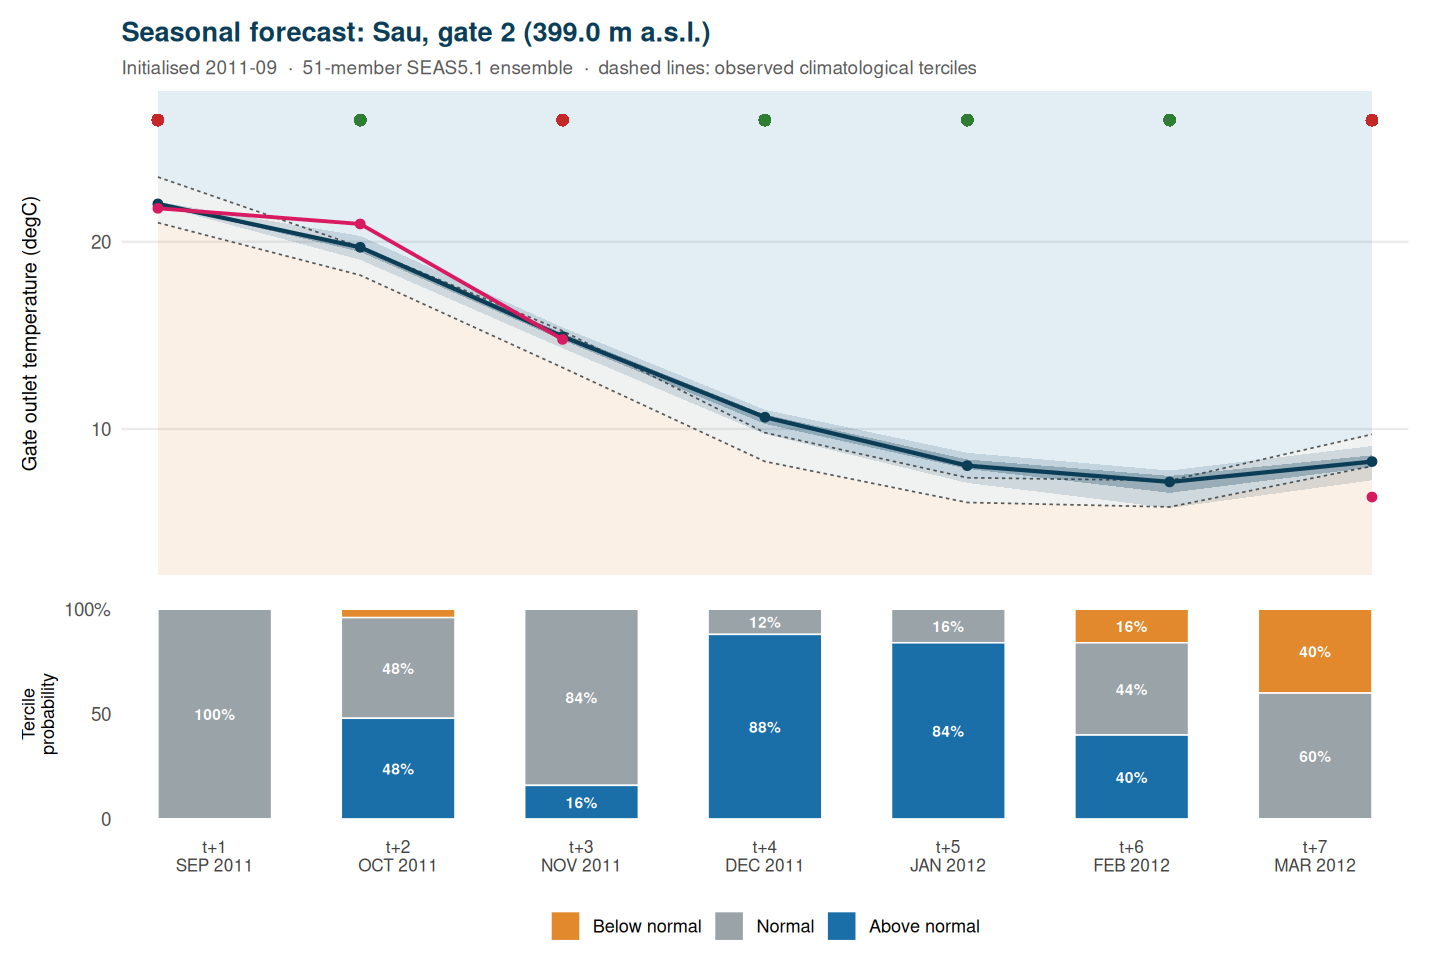 Seasonal forecast: Sau, gate 2 (399.0 m a.s.l.)
Initialised 2011-09 · 51-member SEAS5.1 ensemble · dashed lines: observed climatological terciles
Gate outlet temperature (degC)
20
10
Tercile
probability
100%
50
0
100%
48%
48%
84%
16%
12%
88%
16%
84%
16%
44%
40%
40%
60%
t+1
SEP 2011
t+2
OCT 2011
t+3
NOV 2011
t+4
DEC 2011
t+5
JAN 2012
t+6
FEB 2012
t+7
MAR 2012
Below normal
Normal
Above normal